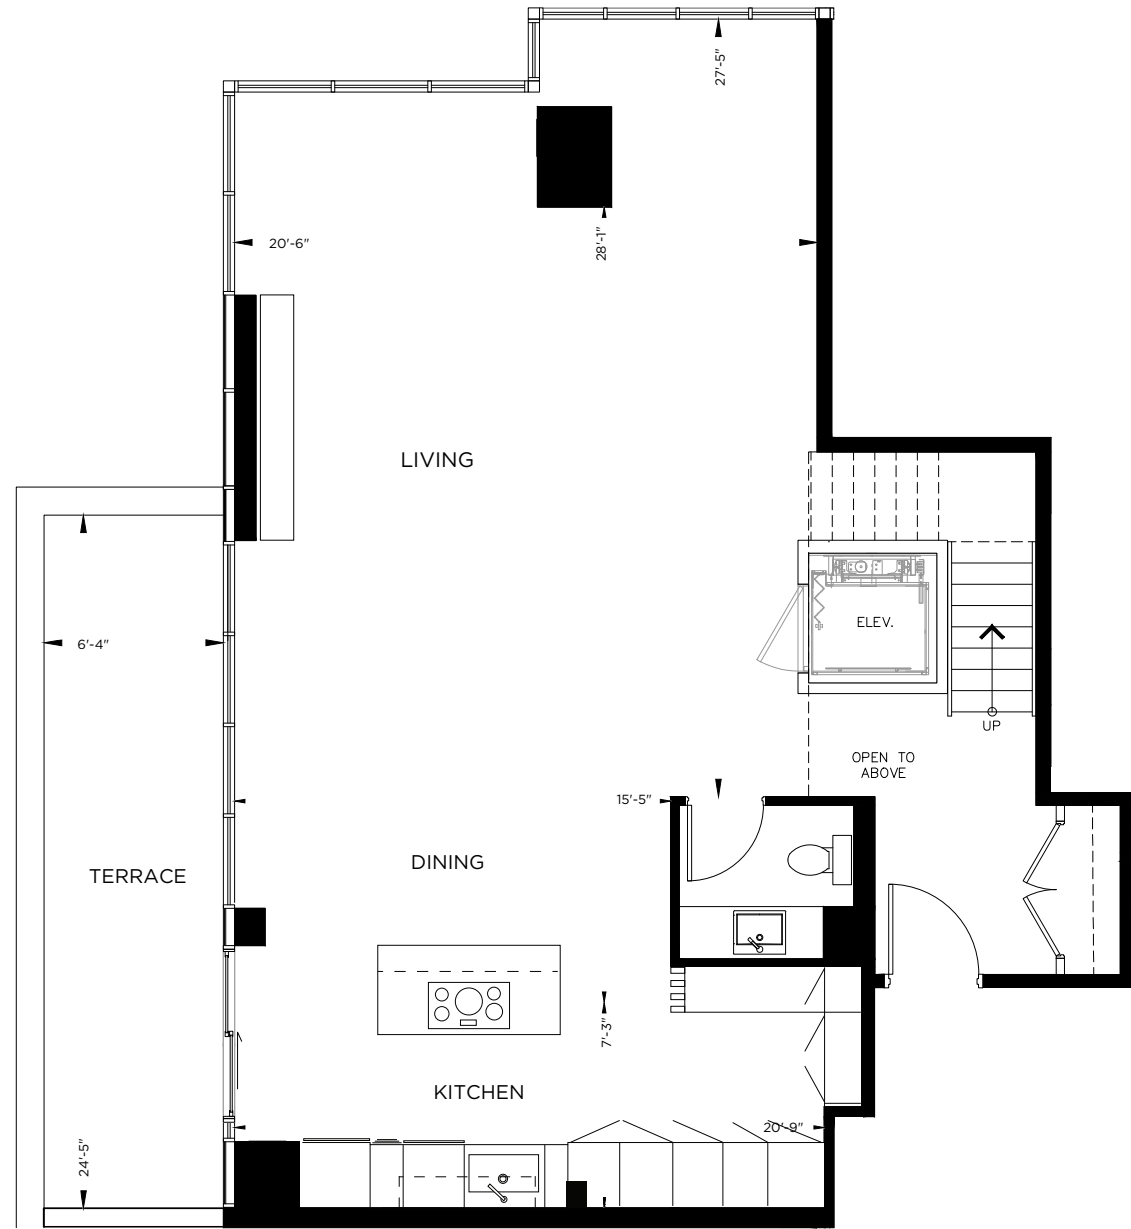 27'-5"
20'-6"
28'-1"
LIVING
ELEV.
6'-4"
UP
OPEN TO
ABOVE
15'-5"
DINING
TERRACE
7'-3"
KITCHEN
20'-9"
24'-5"